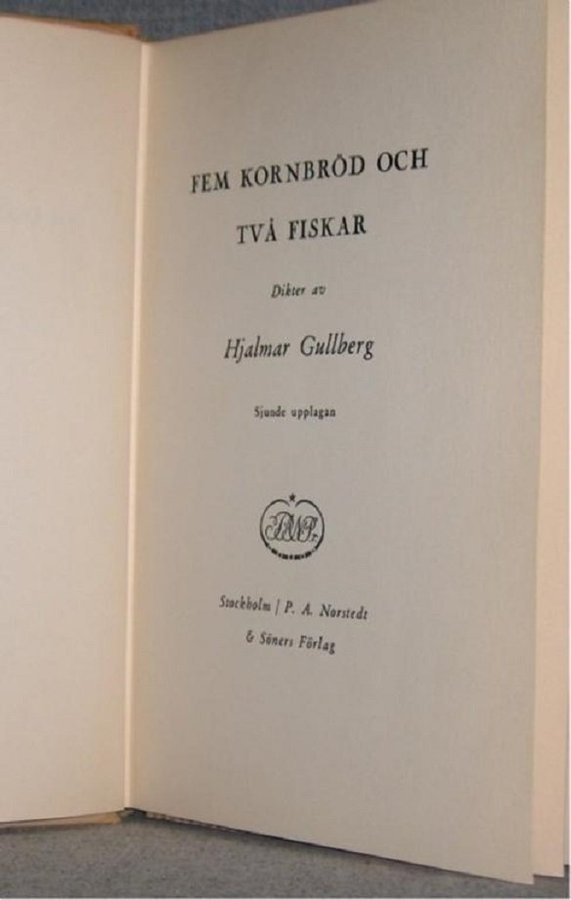 FEM KORNBRÖD OCH
TVÅ FISKAR
Dikter av
Hjalmar Gullberg
Sjunde upplagan
Stockholm / P. A. Norstedt
& Söners Förlag